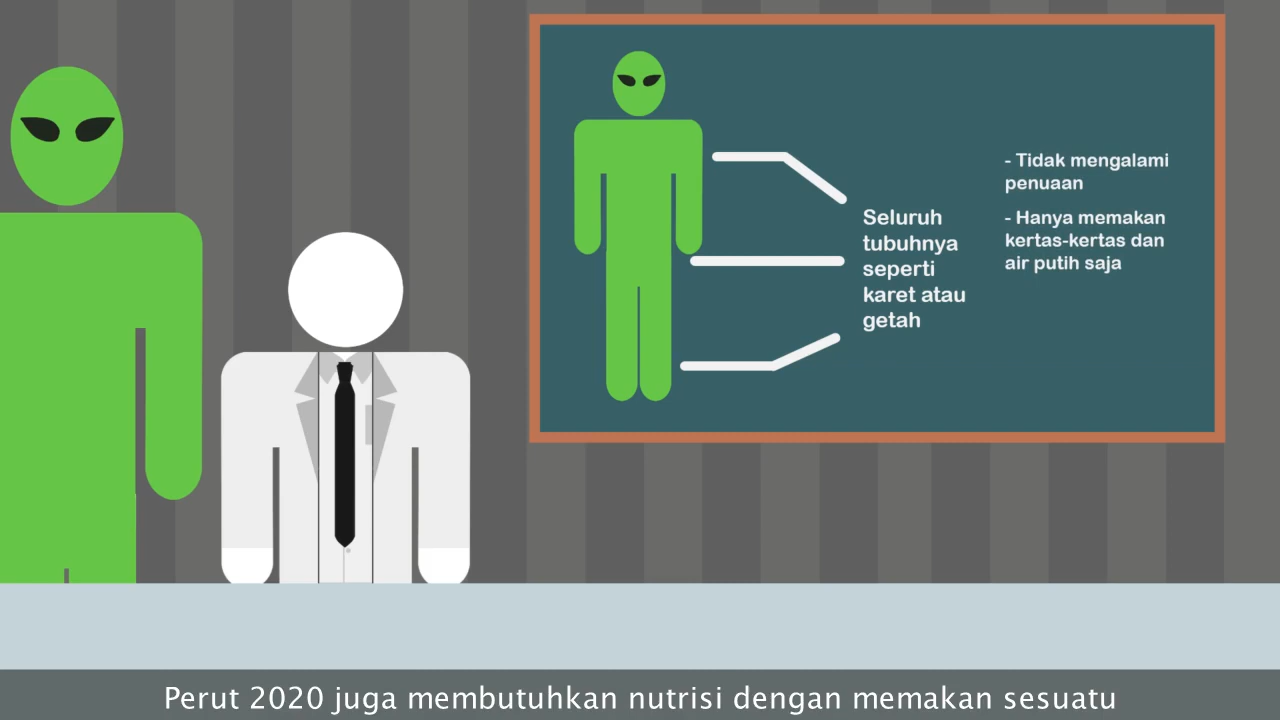 Seluruh
tubuhnya
seperti
karet atau
getah
- Tidak mengalami
penuaan
- Hanya memakan
kertas-kertas dan
air putih saja
Perut 2020 juga membutuhkan nutrisi dengan memakan sesuatu